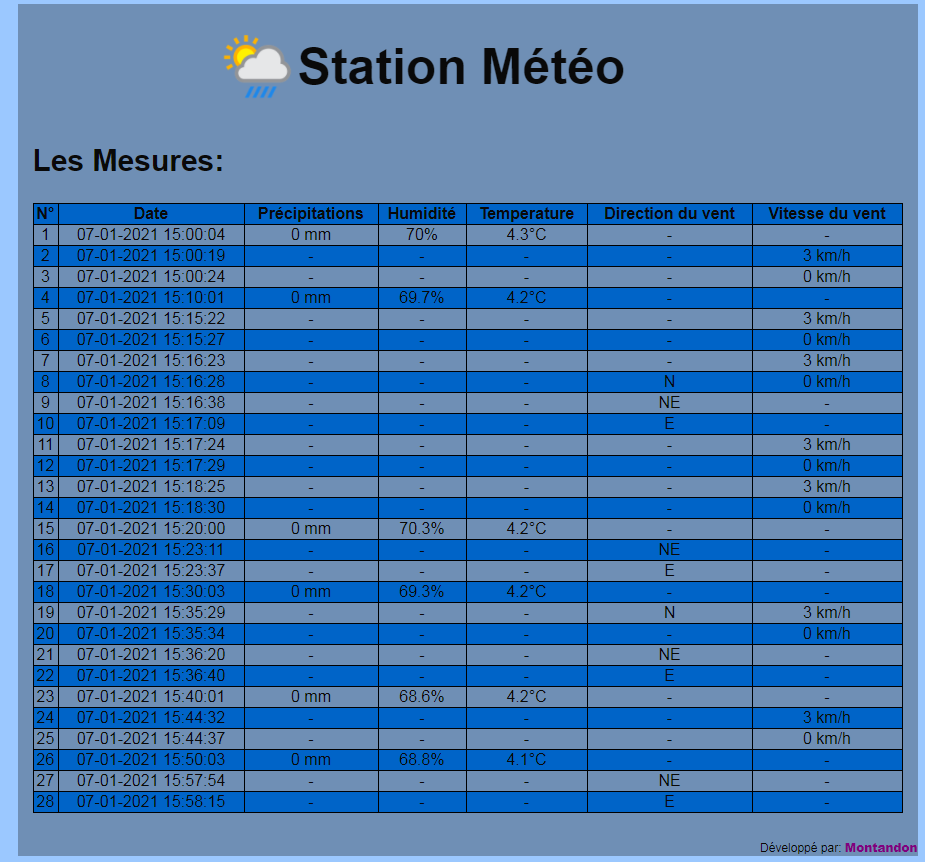 Station Météo
Les Mesures:
N° Date Précipitations Humidité Temperature Direction du vent Vitesse du vent
1 07-01-2021 15:00:04 0 mm 70% 4.3°C - -
2 07-01-2021 15:00:19 - - - - 3 km/h
3 07-01-2021 15:00:24 - - - - 0 km/h
4 07-01-2021 15:10:01 0 mm 69.7% 4.2°C - -
5 07-01-2021 15:15:22 - - - - 3 km/h
6 07-01-2021 15:15:27 - - - - 0 km/h
7 07-01-2021 15:16:23 - - - - 3 km/h
8 07-01-2021 15:16:28 - - - N 0 km/h
9 07-01-2021 15:16:38 - - - NE -
10 07-01-2021 15:17:09 - - - E -
11 07-01-2021 15:17:24 - - - - 3 km/h
12 07-01-2021 15:17:29 - - - - 0 km/h
13 07-01-2021 15:18:25 - - - - 3 km/h
14 07-01-2021 15:18:30 - - - - 0 km/h
15 07-01-2021 15:20:00 0 mm 70.3% 4.2°C - -
16 07-01-2021 15:23:11 - - - NE -
17 07-01-2021 15:23:37 - - - E -
18 07-01-2021 15:30:03 0 mm 69.3% 4.2°C - -
19 07-01-2021 15:35:29 - - - N 3 km/h
20 07-01-2021 15:35:34 - - - - 0 km/h
21 07-01-2021 15:36:20 - - - NE -
22 07-01-2021 15:36:40 - - - E -
23 07-01-2021 15:40:01 0 mm 68.6% 4.2°C - -
24 07-01-2021 15:44:32 - - - - 3 km/h
25 07-01-2021 15:44:37 - - - - 0 km/h
26 07-01-2021 15:50:03 0 mm 68.8% 4.1°C - -
27 07-01-2021 15:57:54 - - - NE -
28 07-01-2021 15:58:15 - - - E -
Développé par: Montandon